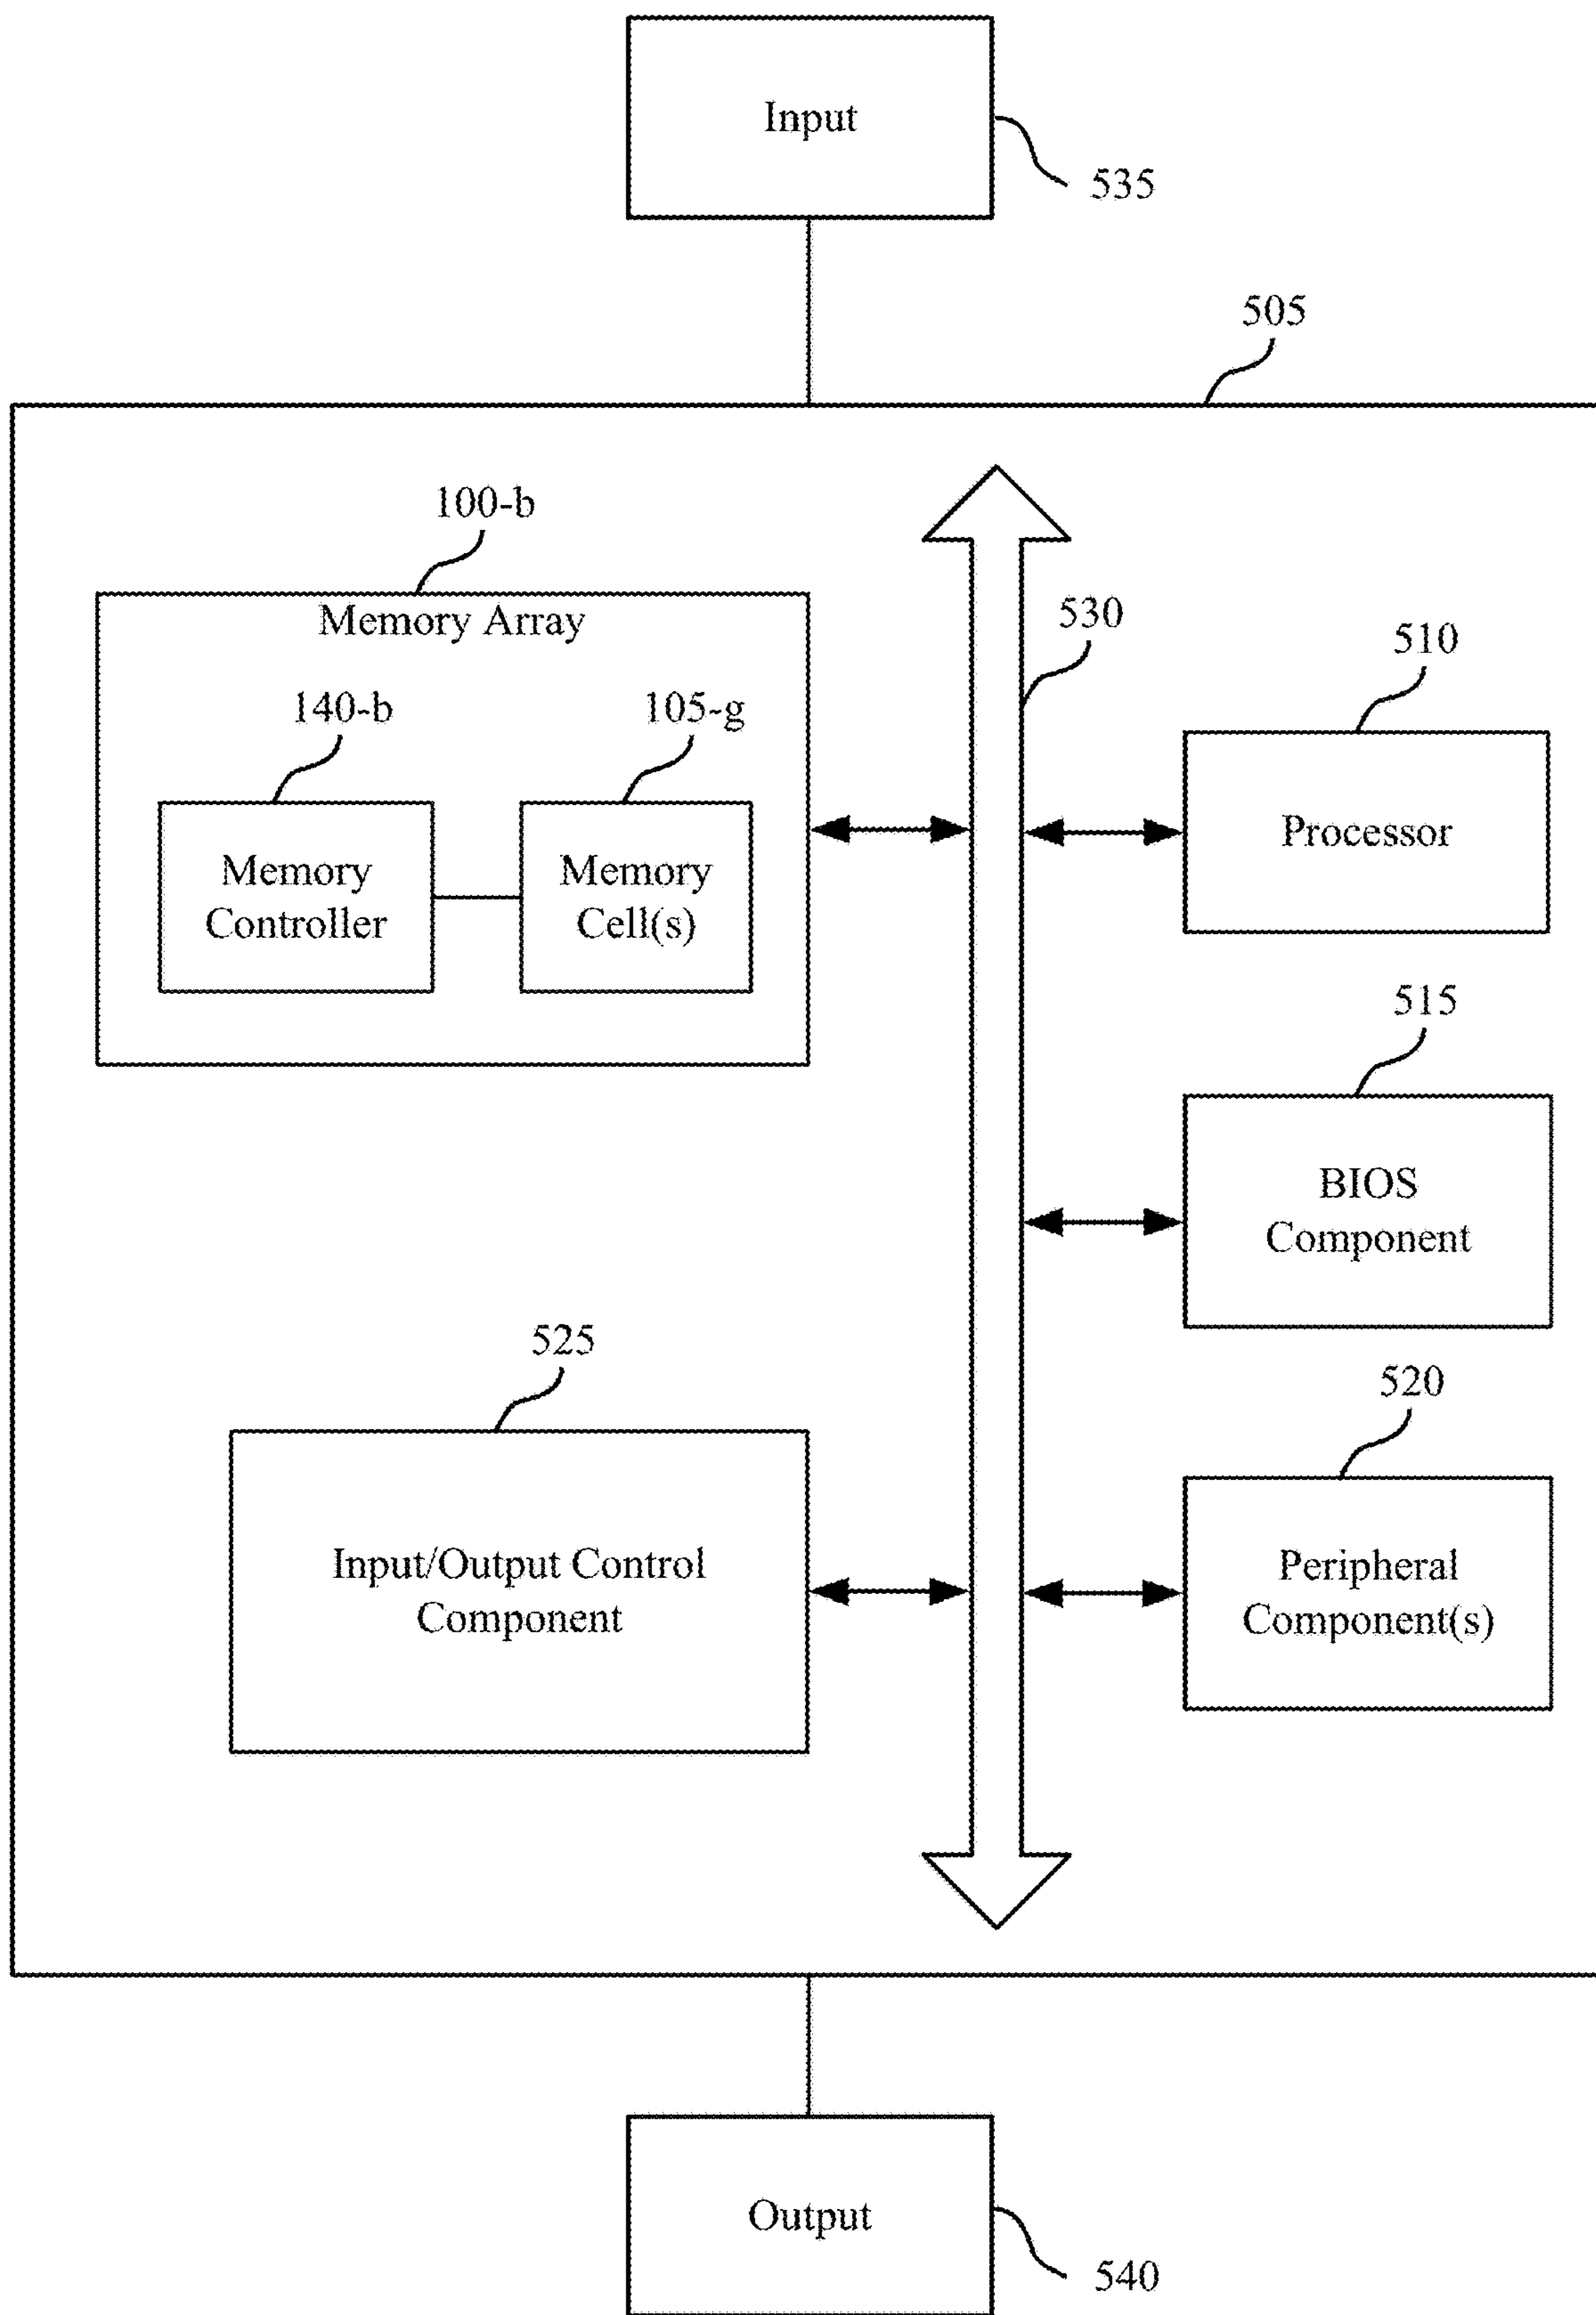 Input
535
505
100-b
Memory Array
530
510
140-b
105-g
Processor
Memory
Controller
Memory
Cell(s)
515
BIOS
Component
525
520
Input/Output Control
Component
Peripheral
Component(s)
Output
540